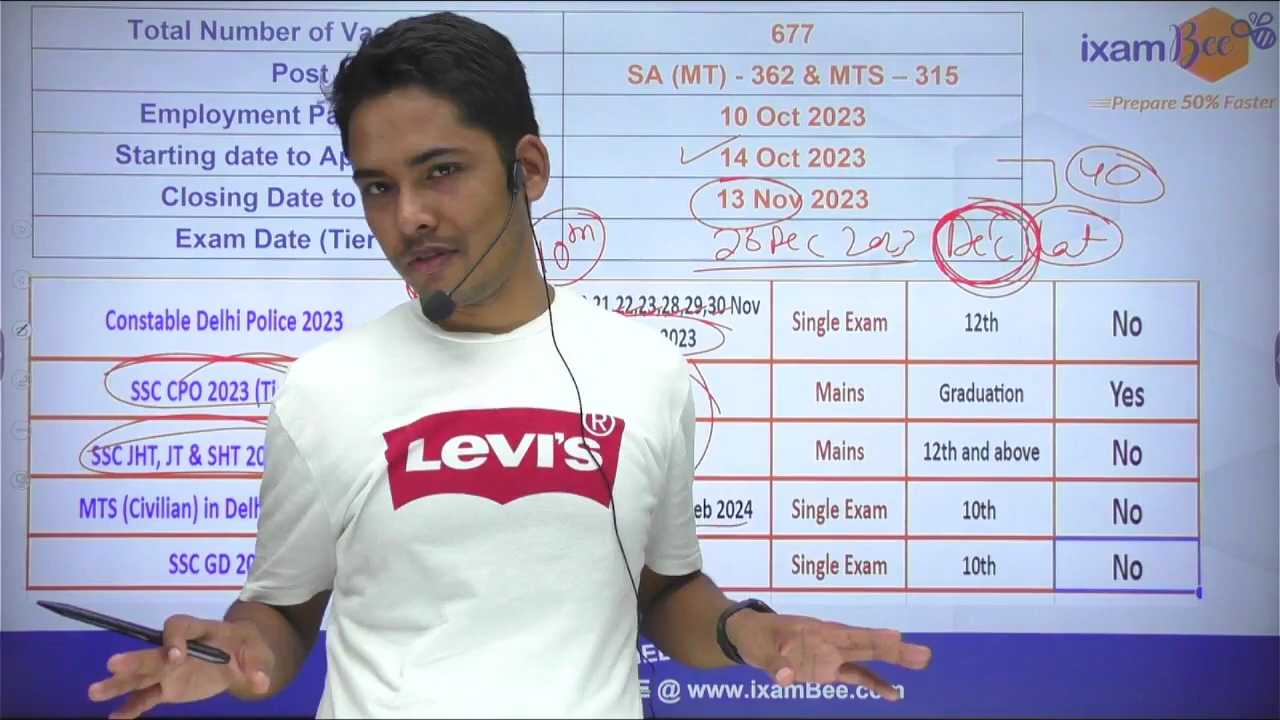 Total Number of Va
677
ixamBee
Prepare 50% Faster
Post
SA (MT) - 362 & MTS – 315
Employment Pa
10 Oct 2023
Starting date to Ap
14 Oct 2023
40
Closing Date to
13 Nov 2023
Exam Date (Tier
10m
Dec 2023
Dec
Constable Delhi Police 2023
21,22,23,28,29,30 Nov
2023
Single Exam
12th
No
SSC CPO 2023 (Ti
Mains
Graduation
Yes
SSC JHT, JT & SHT 20
Mains
12th and above
No
MTS (Civilian) in Delh
eb 2024
Single Exam
10th
No
SSC GD 20
Single Exam
10th
No
LEVI'S®
@ www.ixamBee.com